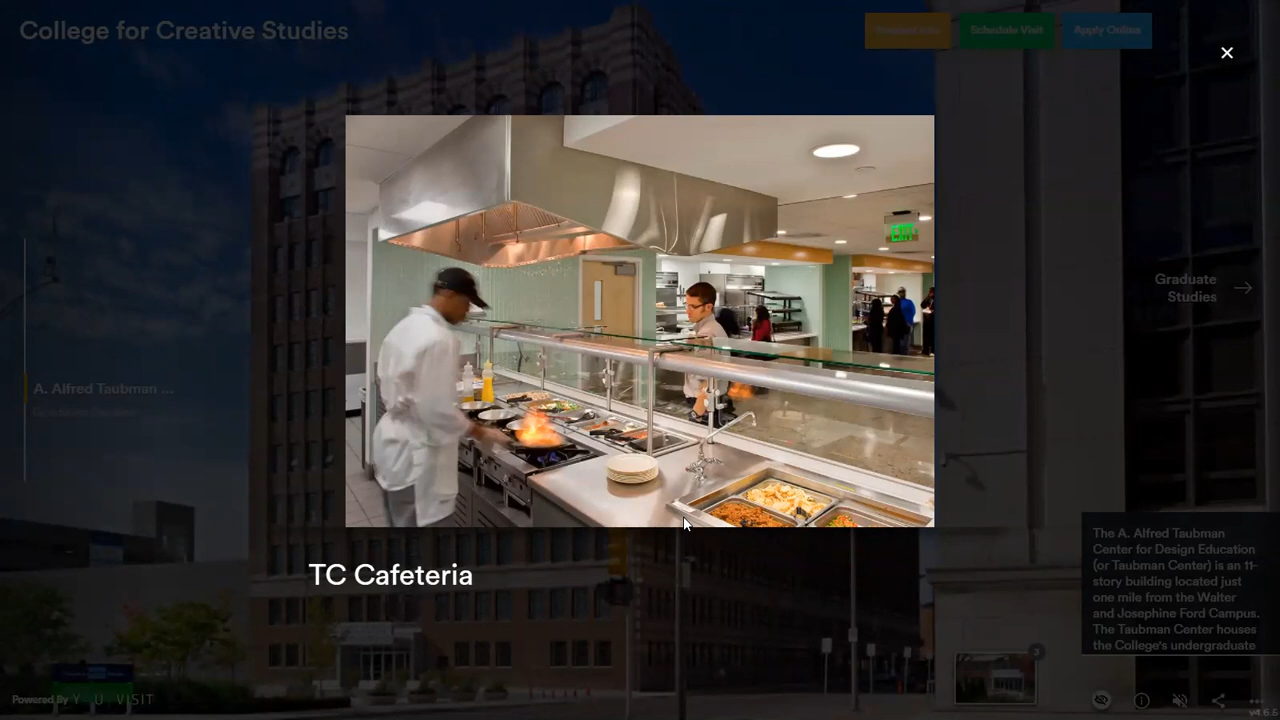 College for Creative Studies
Schedule Visit
Apply Online
EXIT
Graduate
Studies
A. Alfred Taubman ...
TC Cafeteria
The A. Alfred Taubman
Center for Design Education
(or Taubman Center) is an 11-
story building located just
one mile from the Walter
and Josephine Ford Campus.
The Taubman Center houses
the College's undergraduate
3
Powered By YOUVISIT